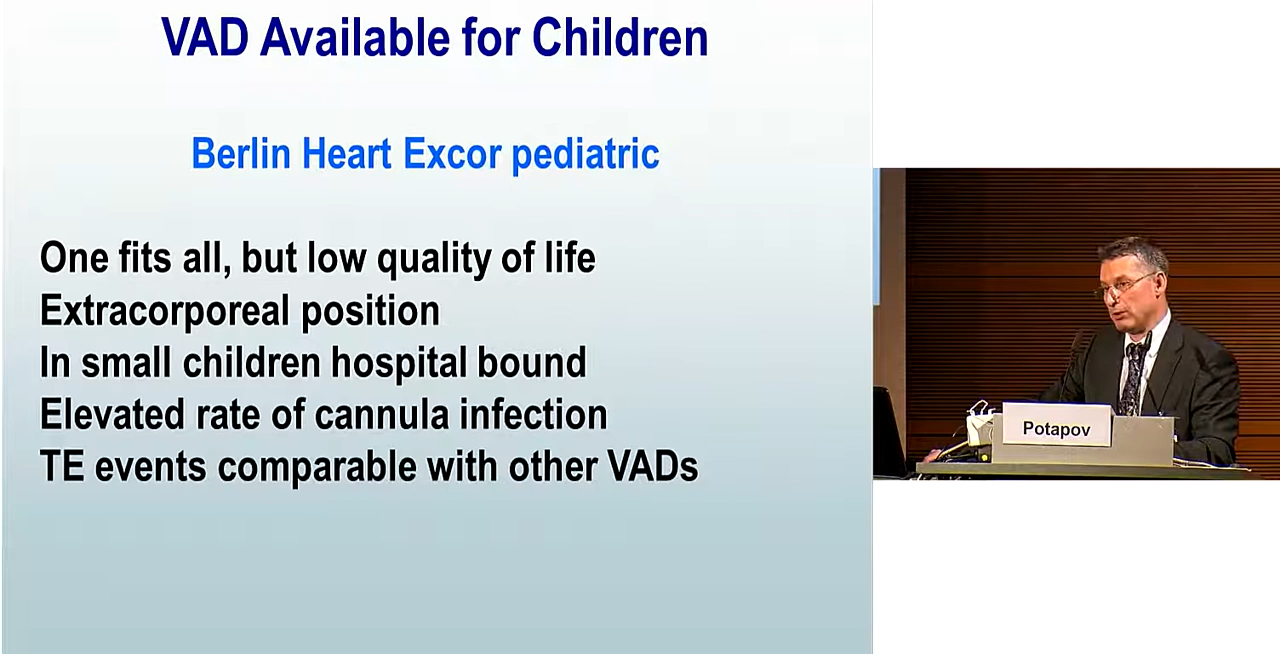 VAD Available for Children
Berlin Heart Excor pediatric
One fits all, but low quality of life
Extracorporeal position
In small children hospital bound
Elevated rate of cannula infection
TE events comparable with other VADs
Potapov